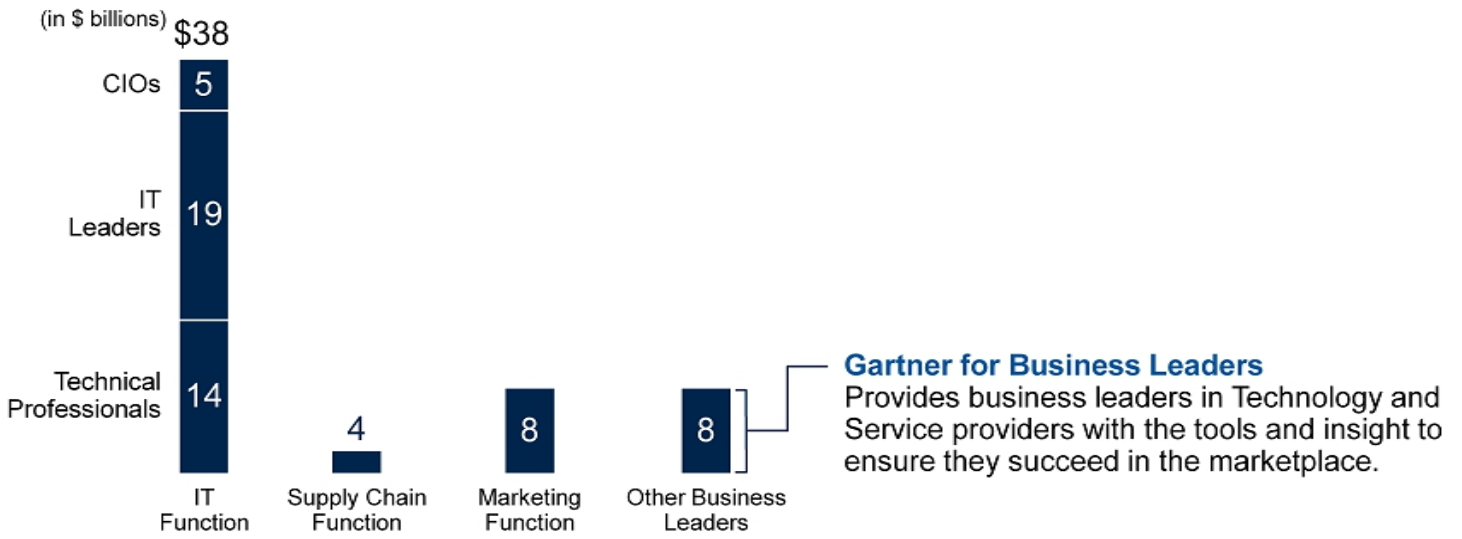 (in $ billions)
$38
CIOs
5
IT
Leaders
19
Technical
Professionals
14
4
8
8
IT
Function
Supply Chain
Function
Marketing
Function
Other Business
Leaders
Gartner for Business Leaders
Provides business leaders in Technology and
Service providers with the tools and insight to
ensure they succeed in the marketplace.